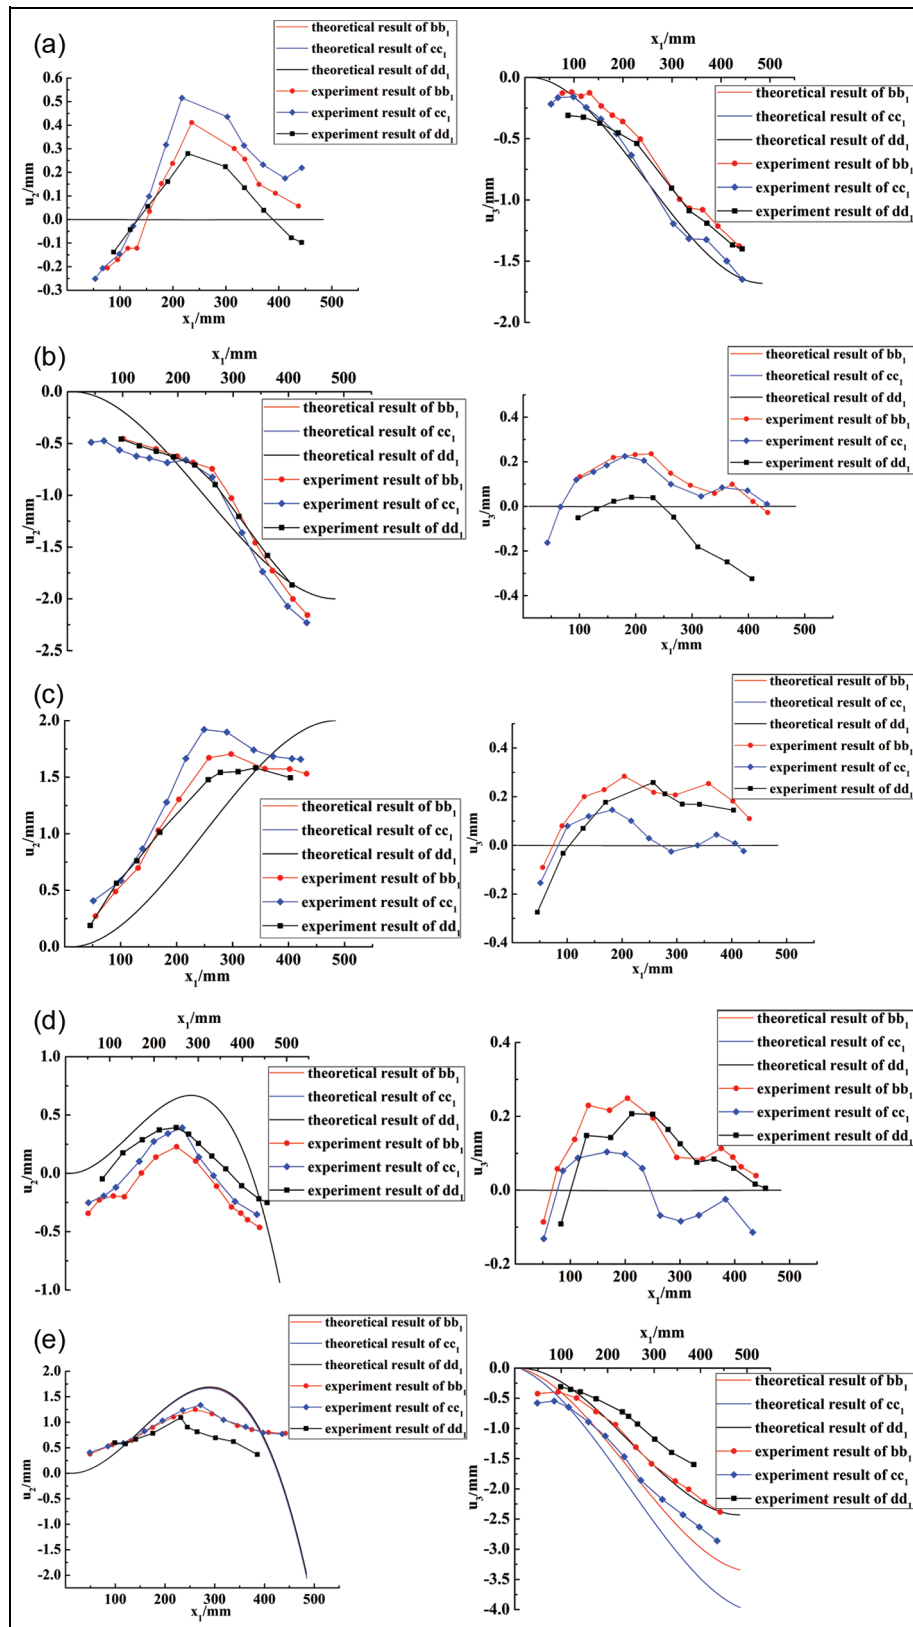 (a)
theoretical result of bb1
theoretical result of cc1
theoretical result of dd1
experiment result of bb1
experiment result of cc1
experiment result of dd1
0.6
0.5
0.4
0.3
0.2
0.1
0.0
-0.1
-0.2
-0.3
u2/mm
100 200 300 400 500
x1/mm
x1/mm
0 100 200 300 400 500
0.0
-0.5
-1.0
-1.5
-2.0
u3/mm
theoretical result of bb1
theoretical result of cc1
theoretical result of dd1
experiment result of bb1
experiment result of cc1
experiment result of dd1
(b)
x1/mm
0 100 200 300 400 500
0.0
-0.5
-1.0
-1.5
-2.0
-2.5
u2/mm
theoretical result of bb1
theoretical result of cc1
theoretical result of dd1
experiment result of bb1
experiment result of cc1
experiment result of dd1
theoretical result of bb1
theoretical result of cc1
theoretical result of dd1
experiment result of bb1
experiment result of cc1
experiment result of dd1
0.4
0.2
0.0
-0.2
-0.4
u3/mm
0 100 200 300 400 500
x1/mm
(c)
2.0
1.5
1.0
0.5
0.0
u2/mm
theoretical result of bb1
theoretical result of cc1
theoretical result of dd1
experiment result of bb1
experiment result of cc1
experiment result of dd1
0 100 200 300 400 500
x1/mm
theoretical result of bb1
theoretical result of cc1
theoretical result of dd1
experiment result of bb1
experiment result of cc1
experiment result of dd1
0.4
0.2
0.0
-0.2
-0.4
u3/mm
0 100 200 300 400 500
x1/mm
(d)
x1/mm
0 100 200 300 400 500
1.0
0.5
0.0
-0.5
-1.0
u2/mm
theoretical result of bb1
theoretical result of cc1
theoretical result of dd1
experiment result of bb1
experiment result of cc1
experiment result of dd1
theoretical result of bb1
theoretical result of cc1
theoretical result of dd1
experiment result of bb1
experiment result of cc1
experiment result of dd1
0.4
0.2
0.0
-0.2
u3/mm
0 100 200 300 400 500
x1/mm
(e)
theoretical result of bb1
theoretical result of cc1
theoretical result of dd1
experiment result of bb1
experiment result of cc1
experiment result of dd1
2.0
1.5
1.0
0.5
0.0
-0.5
-1.0
-1.5
-2.0
u2/mm
0 100 200 300 400 500
x1/mm
x1/mm
0 100 200 300 400 500
0.0
-0.5
-1.0
-1.5
-2.0
-2.5
-3.0
-3.5
-4.0
u3/mm
theoretical result of bb1
theoretical result of cc1
theoretical result of dd1
experiment result of bb1
experiment result of cc1
experiment result of dd1